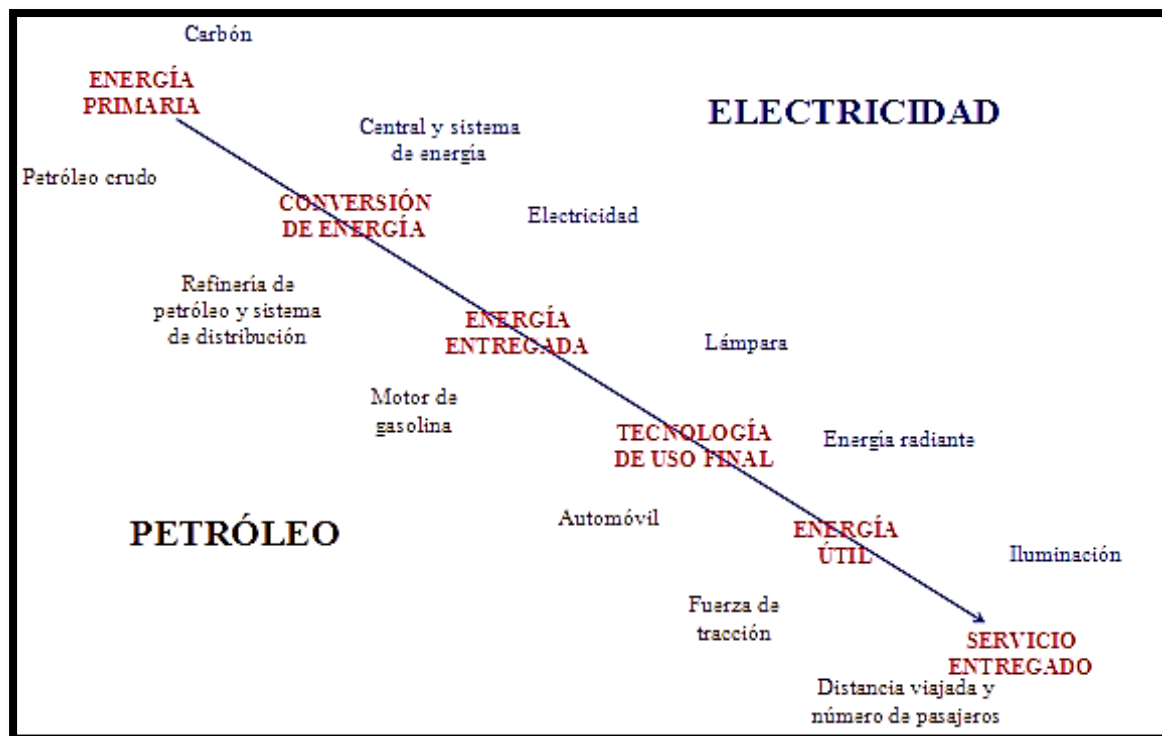 Carbón
ENERGÍA
PRIMARIA
ELECTRICIDAD
Central y sistema
de energía
Petróleo crudo
CONVERSIÓN
DE ENERGÍA
Electricidad
Refinería de
petróleo y sistema
de distribución
ENERGÍA
ENTREGADA
Lámpara
Motor de
gasolina
TECNOLOGÍA
DE USO FINAL
Energía radiante
PETRÓLEO
Automóvil
ENERGÍA
ÚTIL
Iluminación
Fuerza de
tracción
SERVICIO
ENTREGADO
Distancia viajada y
número de pasajeros